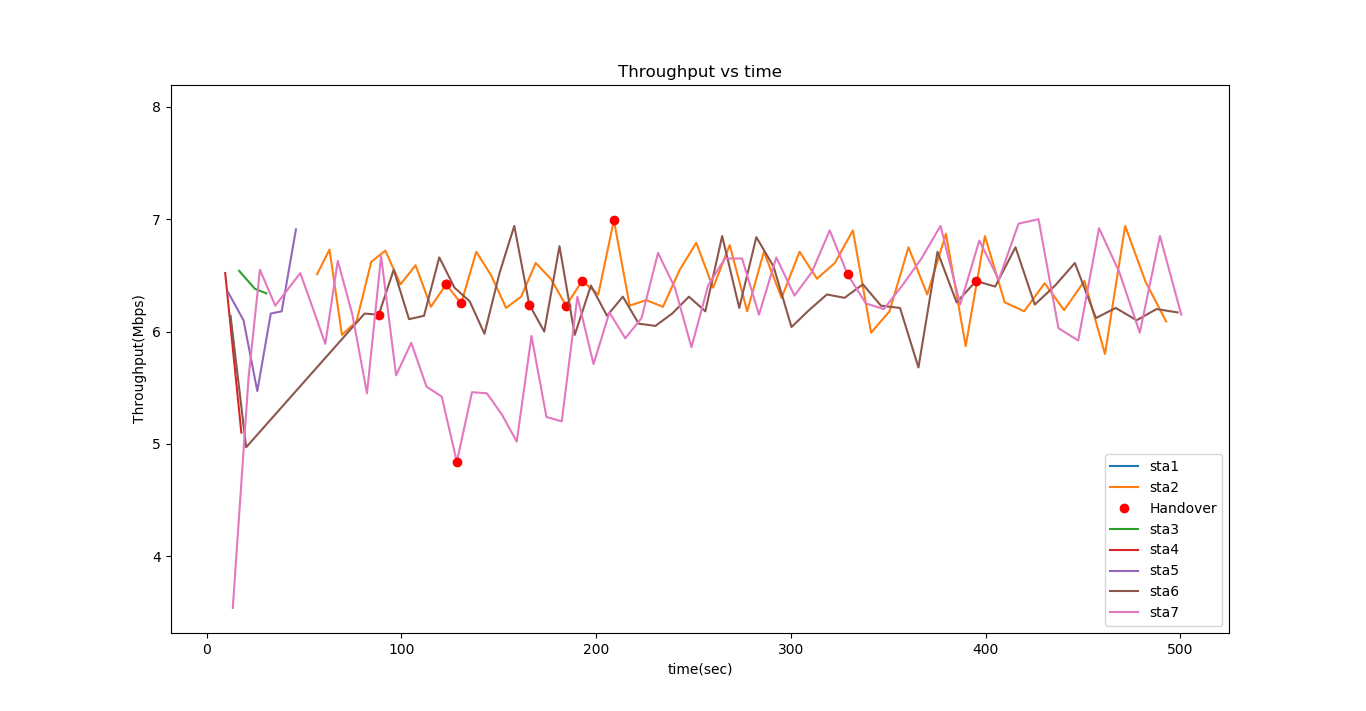 Throughput vs time
8
7
6
5
4
Throughput(Mbps)
0
100
200
300
400
500
time(sec)
sta1
sta2
Handover
sta3
sta4
sta5
sta6
sta7